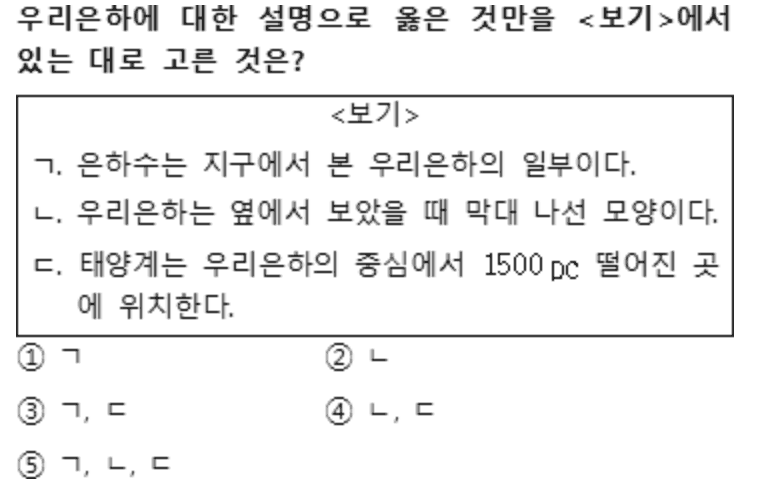 우리은하에 대한 설명으로 옳은 것만을 <보기>에서
있는 대로 고른 것은?
<보기>
ㄱ. 은하수는 지구에서 본 우리은하의 일부이다.
ㄴ. 우리은하는 옆에서 보았을 때 막대 나선 모양이다.
ㄷ. 태양계는 우리은하의 중심에서 1500 pc 떨어진 곳
에 위치한다.
① ㄱ ② ㄴ
③ ㄱ, ㄷ ④ ㄴ, ㄷ
⑤ ㄱ, ㄴ, ㄷ